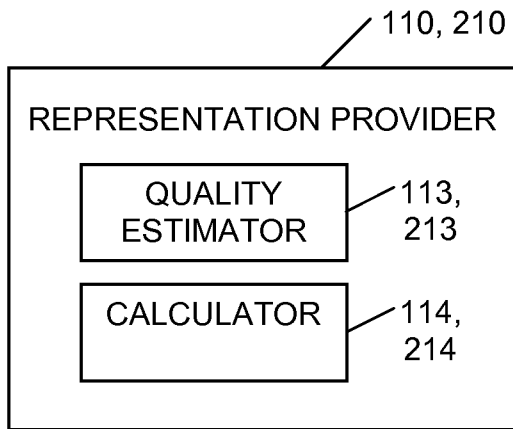 110, 210
REPRESENTATION PROVIDER
QUALITY
ESTIMATOR
113,
213
CALCULATOR
114,
214